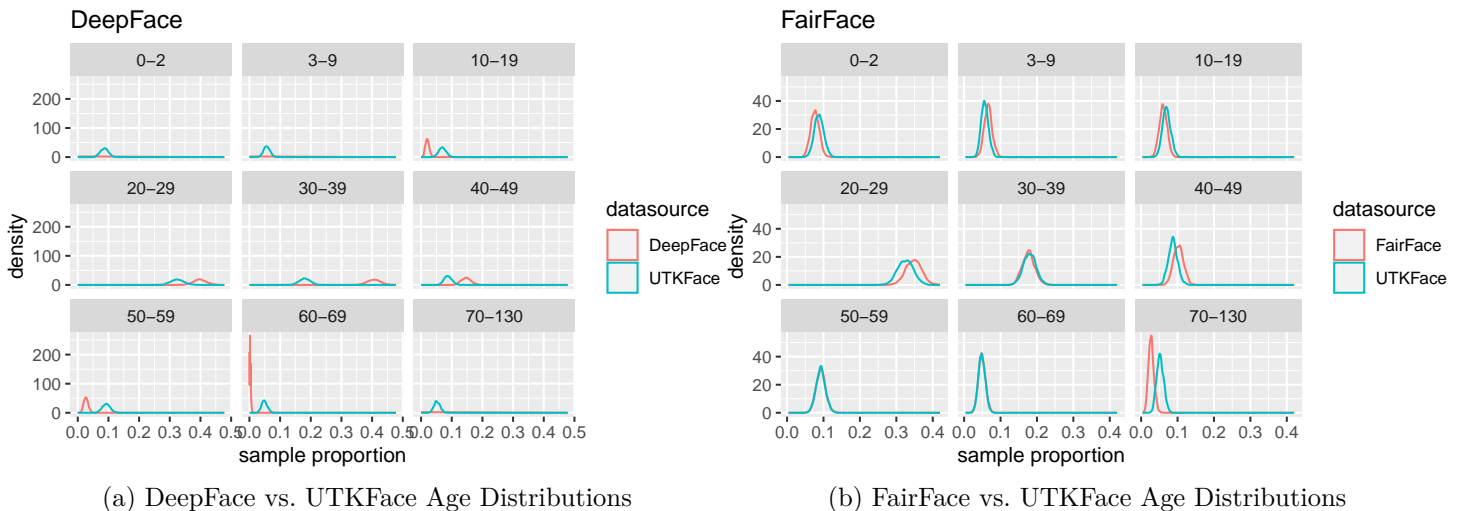 DeepFace
0−2 3−9 10−19
200
100
0
20−29 30−39 40−49
200
100
0
50−59 60−69 70−130
200
100
0
0.0 0.1 0.2 0.3 0.4 0.5 0.0 0.1 0.2 0.3 0.4 0.5 0.0 0.1 0.2 0.3 0.4 0.5
density
sample proportion
datasource
DeepFace
UTKFace
(a) DeepFace vs. UTKFace Age Distributions
FairFace
0−2 3−9 10−19
40
20
0
20−29 30−39 40−49
40
20
0
50−59 60−69 70−130
40
20
0
0.0 0.1 0.2 0.3 0.4 0.0 0.1 0.2 0.3 0.4 0.0 0.1 0.2 0.3 0.4
density
sample proportion
datasource
FairFace
UTKFace
(b) FairFace vs. UTKFace Age Distributions